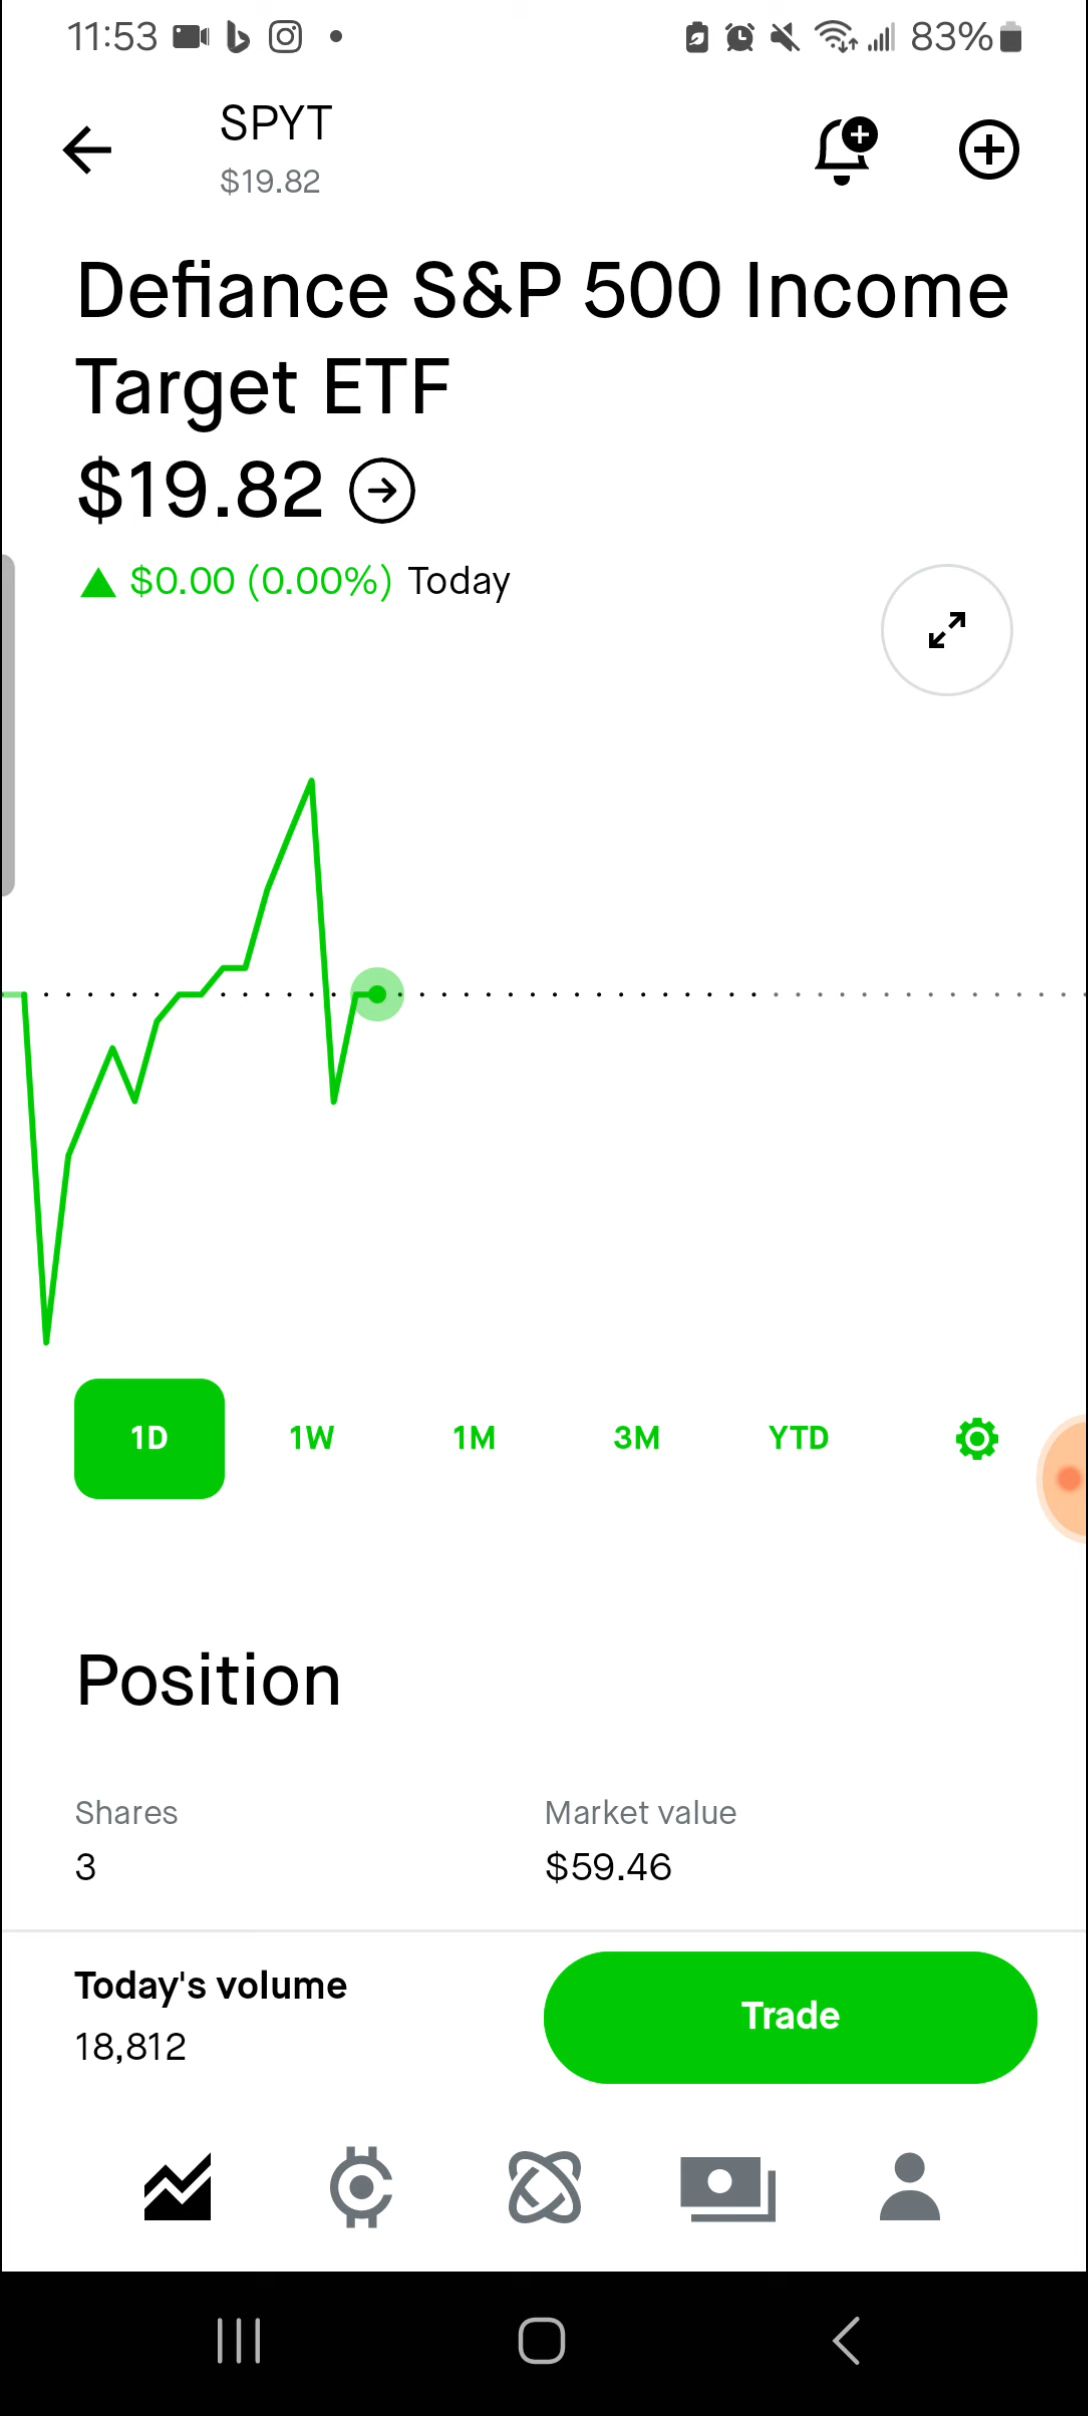 11:53
83%
SPYT
$19.82
Defiance S&P 500 Income
Target ETF
$19.82
$0.00 (0.00%) Today
1D 1W 1M 3M YTD
Position
Shares
3
Market value
$59.46
Today's volume
18,812
Trade